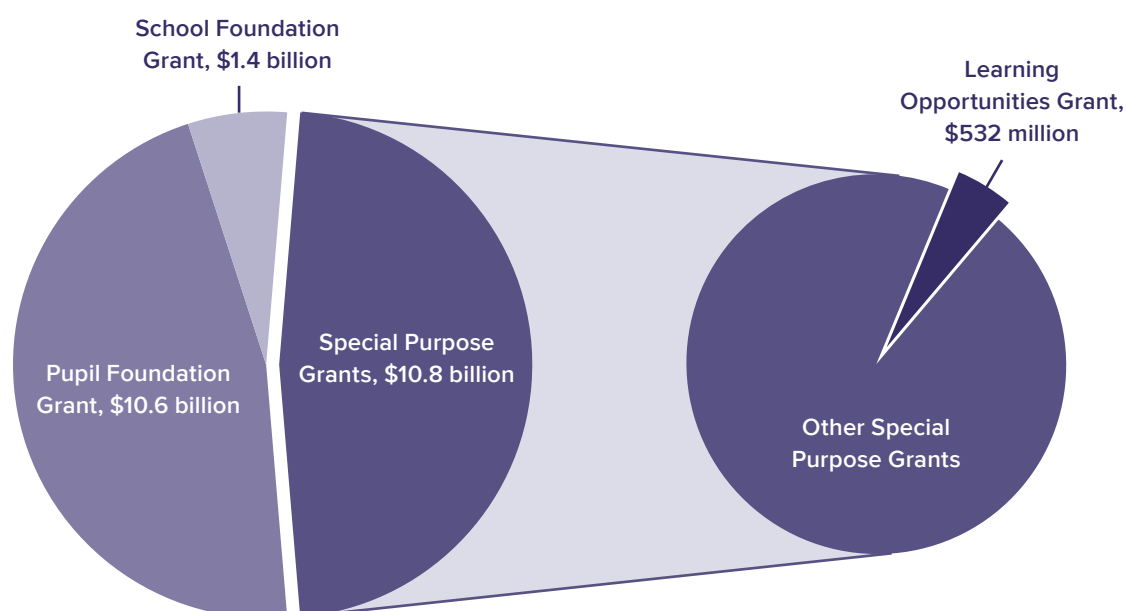 School Foundation
Grant, $1.4 billion
Learning
Opportunities Grant,
$532 million
Special Purpose
Grants, $10.8 billion
Pupil Foundation
Grant, $10.6 billion
Other Special
Purpose Grants